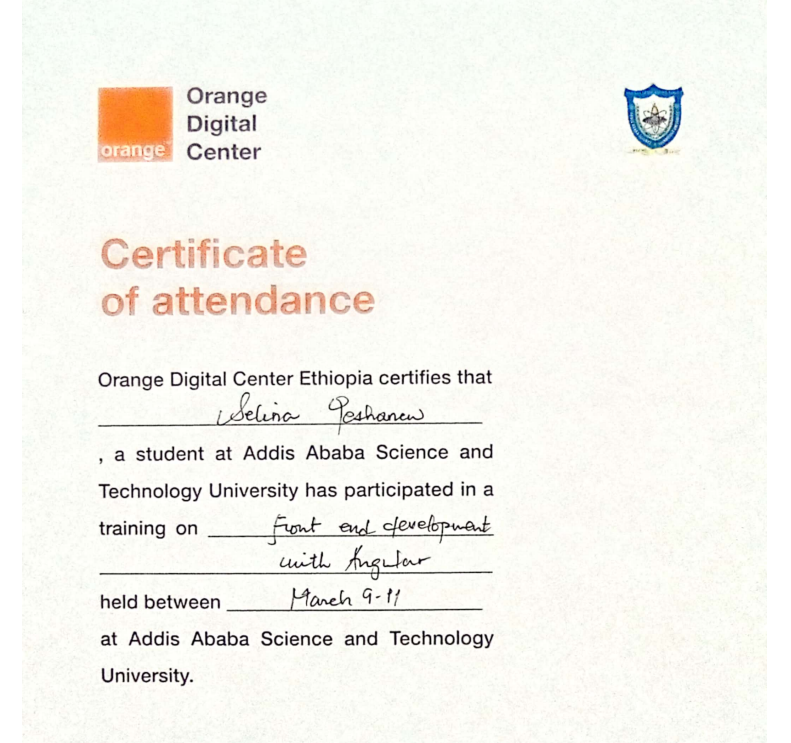 orange
Orange
Digital
Center
Certificate
of attendance
Orange Digital Center Ethiopia certifies that
Selina Yeshanew
, a student at Addis Ababa Science and
Technology University has participated in a
training on Front end development
with Angular
held between March 9-11
at Addis Ababa Science and Technology
University.